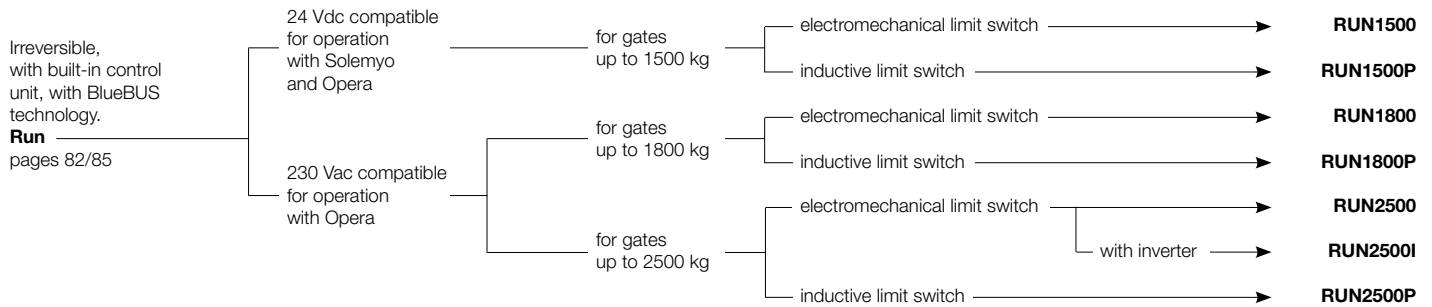 Irreversible,
with built-in control
unit, with BlueBUS
technology.
Run
pages 82/85
24 Vdc compatible
for operation
with Solemyo
and Opera
for gates
up to 1500 kg
electromechanical limit switch
RUN1500
inductive limit switch
RUN1500P
230 Vac compatible
for operation
with Opera
for gates
up to 1800 kg
electromechanical limit switch
RUN1800
inductive limit switch
RUN1800P
for gates
up to 2500 kg
electromechanical limit switch
RUN2500
with inverter
RUN2500I
inductive limit switch
RUN2500P